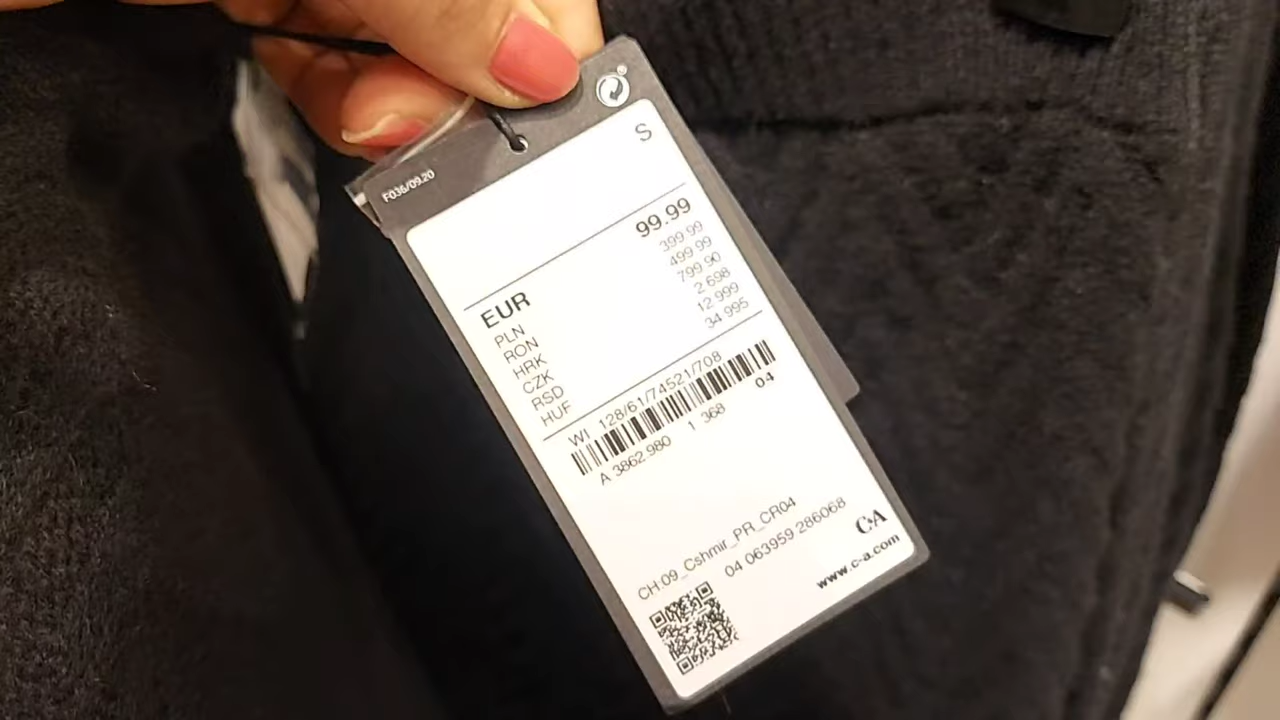 F036/09.20
S
EUR 99.99
PLN 399.99
RON 499.99
HRK 799.90
CZK 2 698
RSD 12 999
HUF 34 995
WI 128/61/74521/708
A 3862 980 1 368 04
CH:09_Cshmir_PR_CR04
04 063959 286068
C&A
www.c-a.com